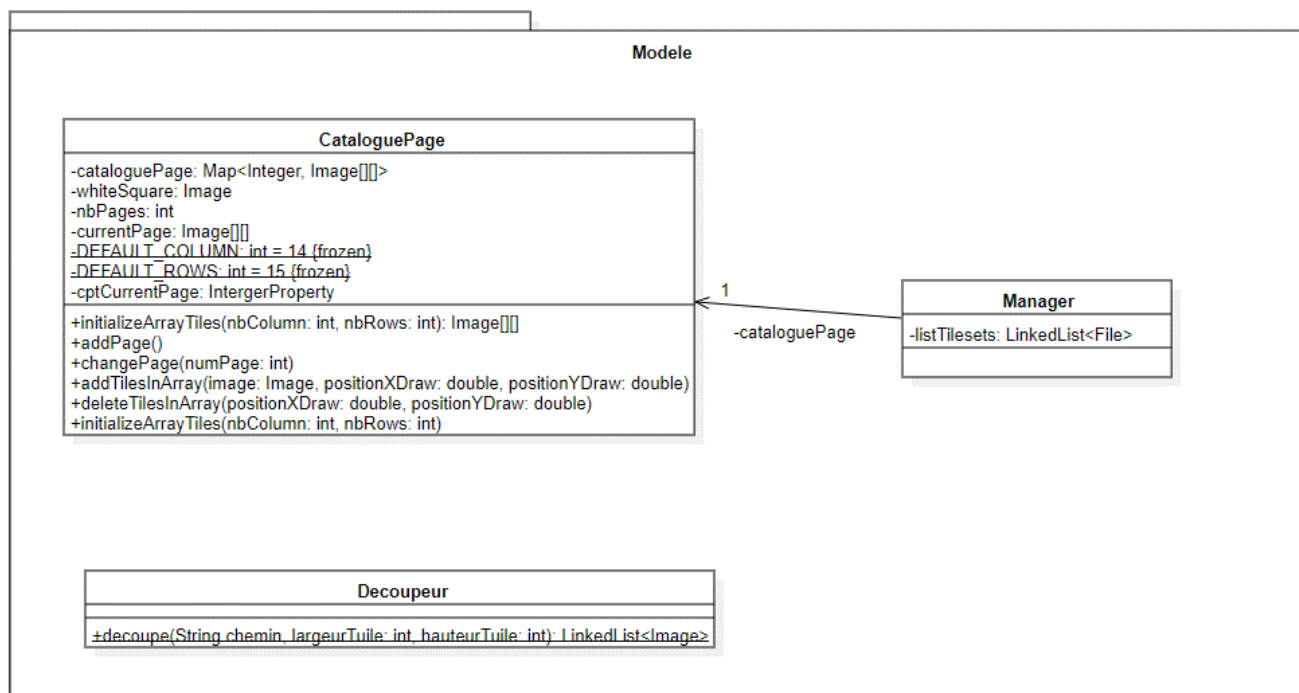 Modele
CataloguePage
-cataloguePage: Map<Integer, Image[][]>
-whiteSquare: Image
-nbPages: int
-currentPage: Image[][]
-DEFAULT_COLUMN: int = 14 {frozen}
-DEFAULT_ROWS: int = 15 {frozen}
-cptCurrentPage: IntergerProperty
+initializeArrayTiles(nbColumn: int, nbRows: int): Image[][]
+addPage()
+changePage(numPage: int)
+addTilesInArray(image: Image, positionXDraw: double, positionYDraw: double)
+deleteTilesInArray(positionXDraw: double, positionYDraw: double)
+initializeArrayTiles(nbColumn: int, nbRows: int)
1
-cataloguePage
Manager
-listTilesets: LinkedList<File>
Decoupeur
+decoupe(String chemin, largeurTuile: int, hauteurTuile: int): LinkedList<Image>